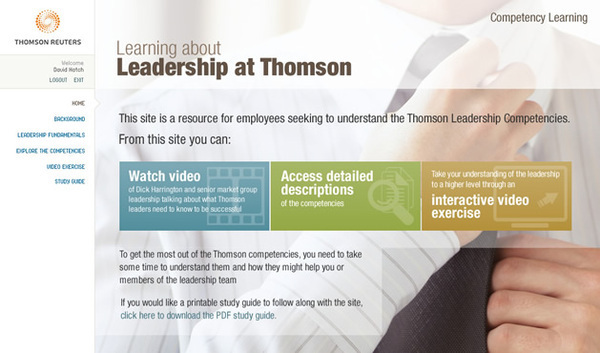 THOMSON REUTERS
Welcome
David Hatch
LOGOUT EXIT
HOME
BACKGROUND
LEADERSHIP FUNDAMENTALS
EXPLORE THE COMPETENCIES
VIDEO EXERCISE
STUDY GUIDE
Competency Learning
Learning about
Leadership at Thomson
This site is a resource for employees seeking to understand the Thomson Leadership Competencies.
From this site you can:
Watch video
of Dick Harrington and senior market group
leadership talking about what Thomson
leaders need to know to be successful
Access detailed
descriptions
of the competencies
Take your understanding of the leadership
to a higher level through an
interactive video
exercise
To get the most out of the Thomson competencies, you need to take
some time to understand them and how they might help you or
members of the leadership team
If you would like a printable study guide to follow along with the site,
click here to download the PDF study guide.